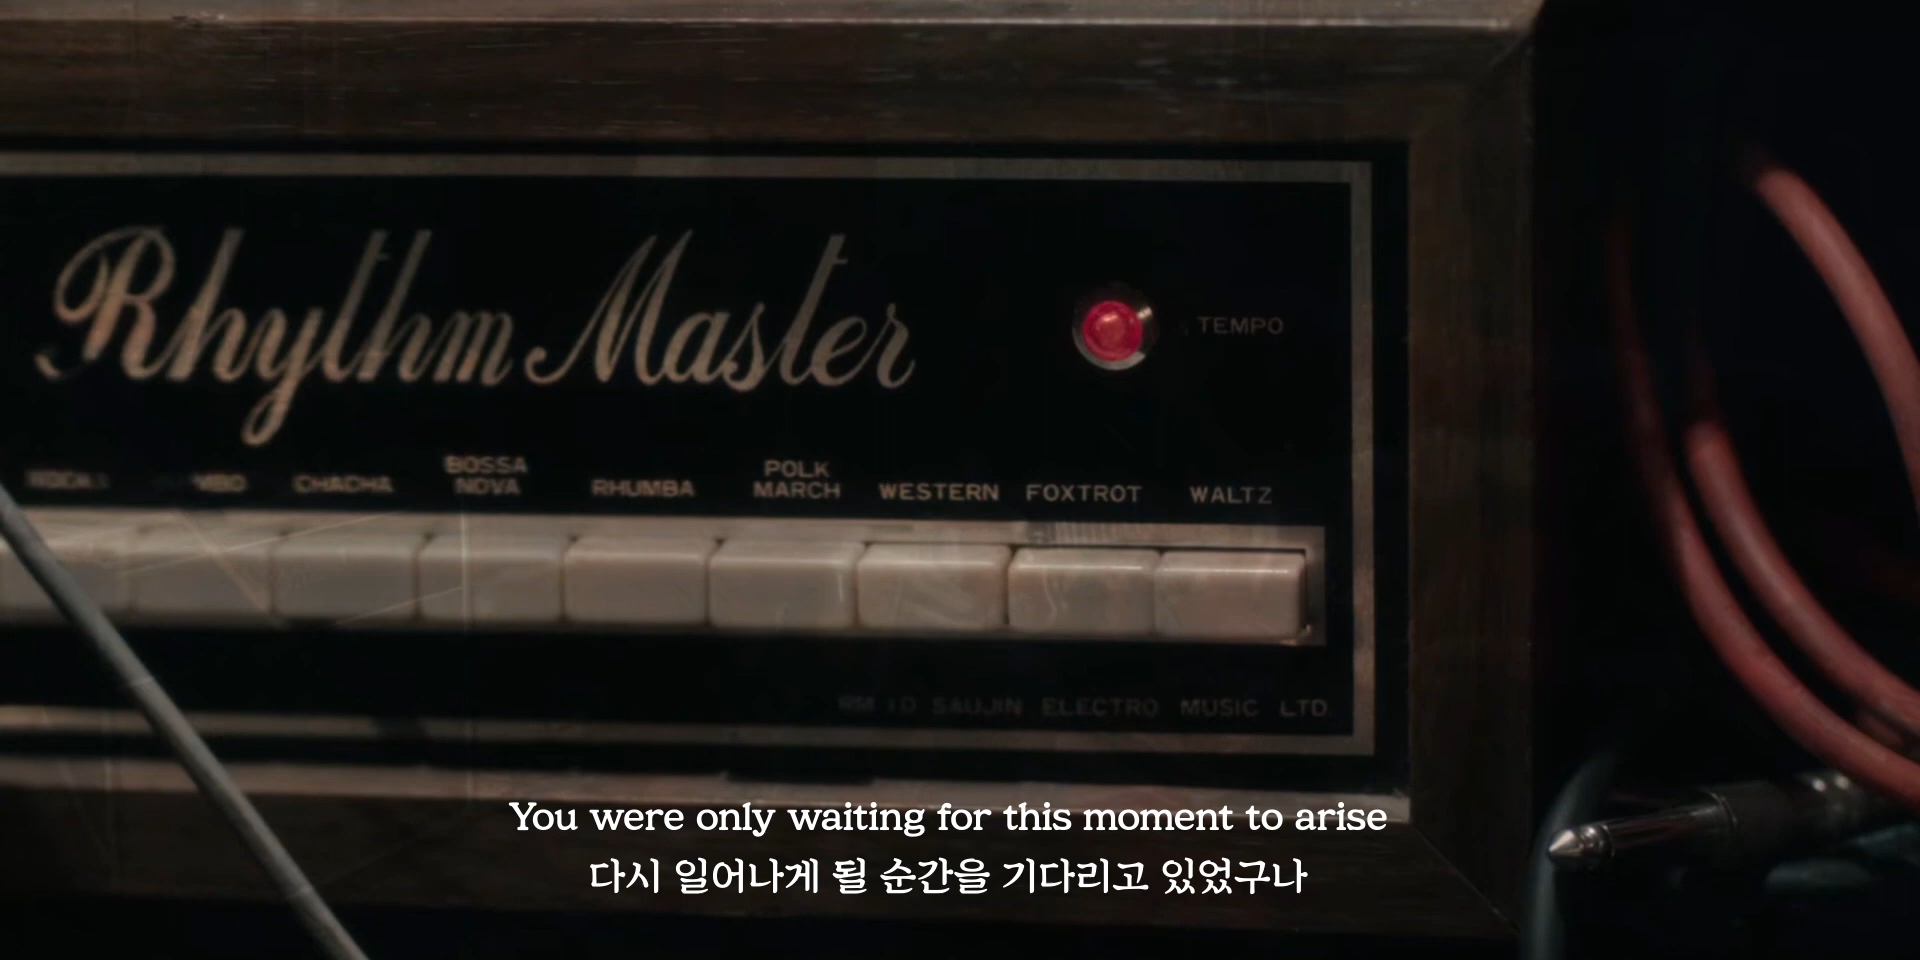 Rhythm Master
TEMPO
CHACHA
BOSSA
NOVA
RHUMBA
POLK
MARCH
WESTERN
FOXTROT
WALTZ
SAUJIN ELECTRO MUSIC LTD
You were only waiting for this moment to arise
다시 일어나게 될 순간을 기다리고 있었구나